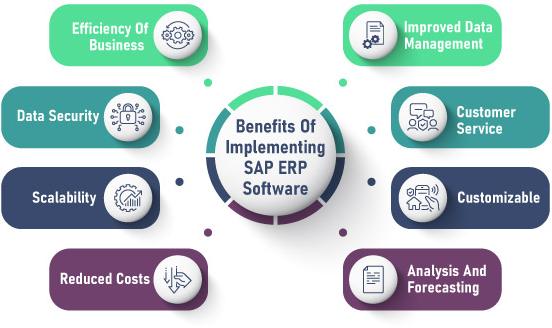 Efficiency Of
Business
Improved Data
Management
Data Security
Customer
Service
Benefits Of
Implementing
SAP ERP
Software
Scalability
Customizable
Reduced Costs
Analysis And
Forecasting